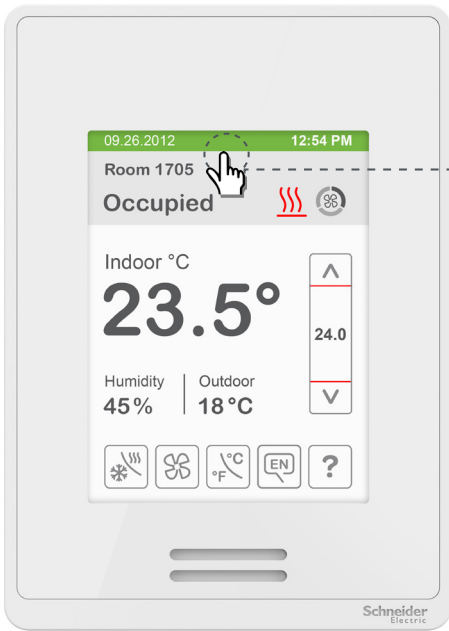 09.26.2012 12:54 PM
Room 1705
Occupied
Indoor °C
23.5°
24.0
Humidity Outdoor
45% 18°C
°C
°F EN ?
Schneider
Electric